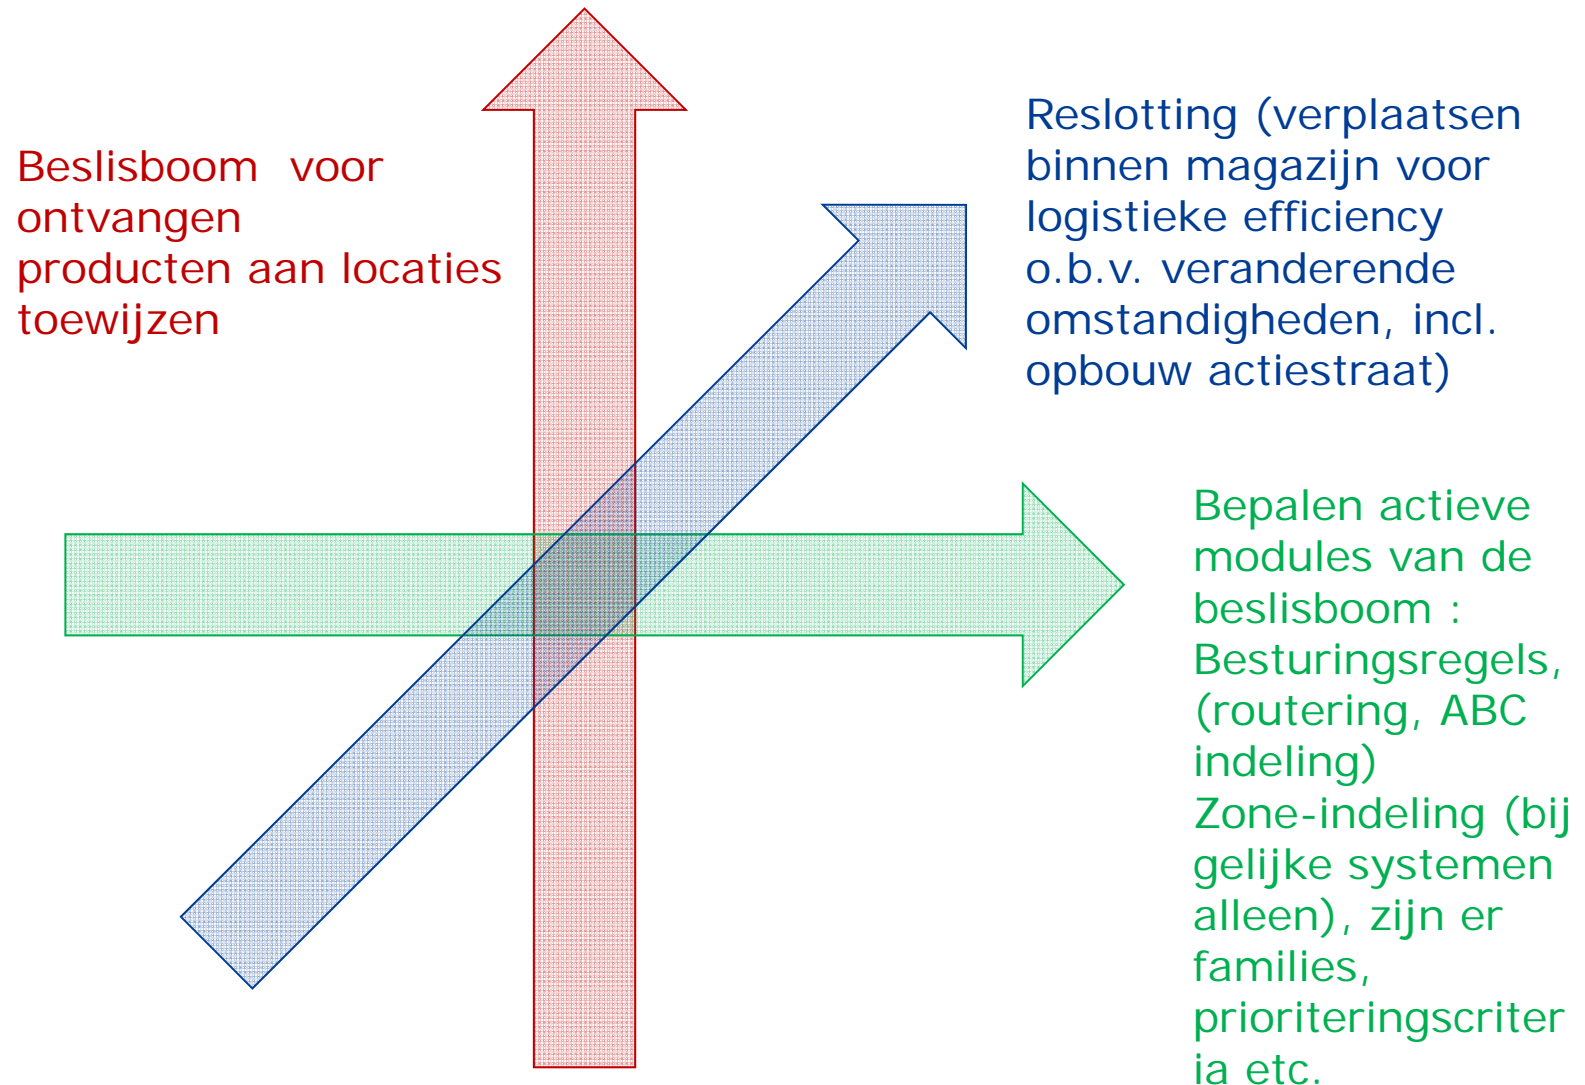 Beslisboom voor
ontvangen
producten aan locaties
toewijzen
Reslotting (verplaatsen
binnen magazijn voor
logistieke efficiency
o.b.v. veranderende
omstandigheden, incl.
opbouw actiestraat)
Bepalen actieve
modules van de
beslisboom :
Besturingsregels,
(routering, ABC
indeling)
Zone-indeling (bij
gelijke systemen
alleen), zijn er
families,
prioriteringscriter
ia etc.